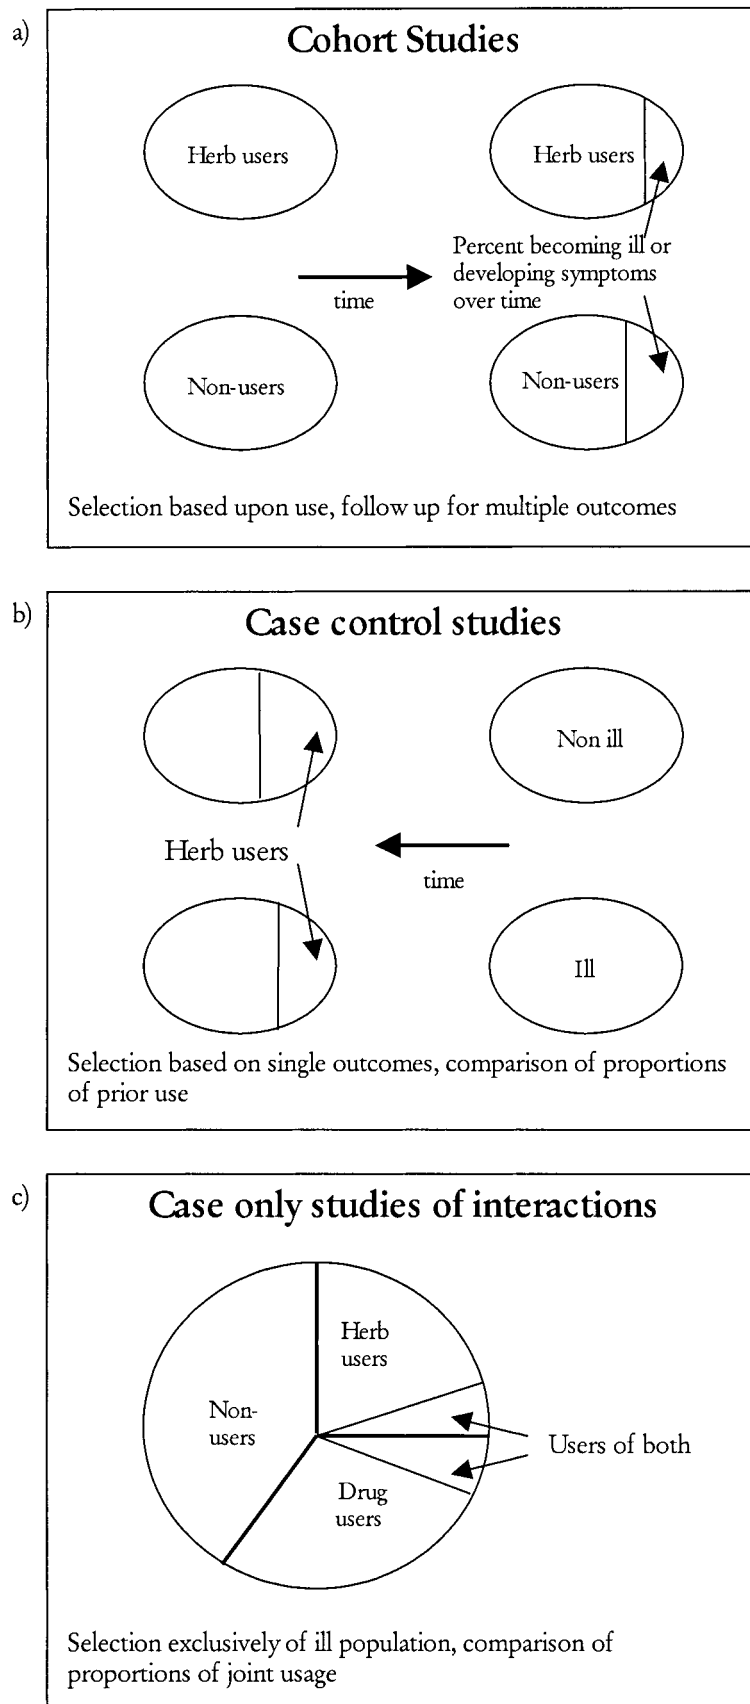 a)
Cohort Studies
Herb users
Herb users
Percent becoming ill or
developing symptoms
over time
time
Non-users
Non-users
Selection based upon use, follow up for multiple outcomes
b)
Case control studies
Non ill
Herb users
time
Ill
Selection based on single outcomes, comparison of proportions
of prior use
c)
Case only studies of interactions
Herb
users
Non-
users
Users of both
Drug
users
Selection exclusively of ill population, comparison of
proportions of joint usage